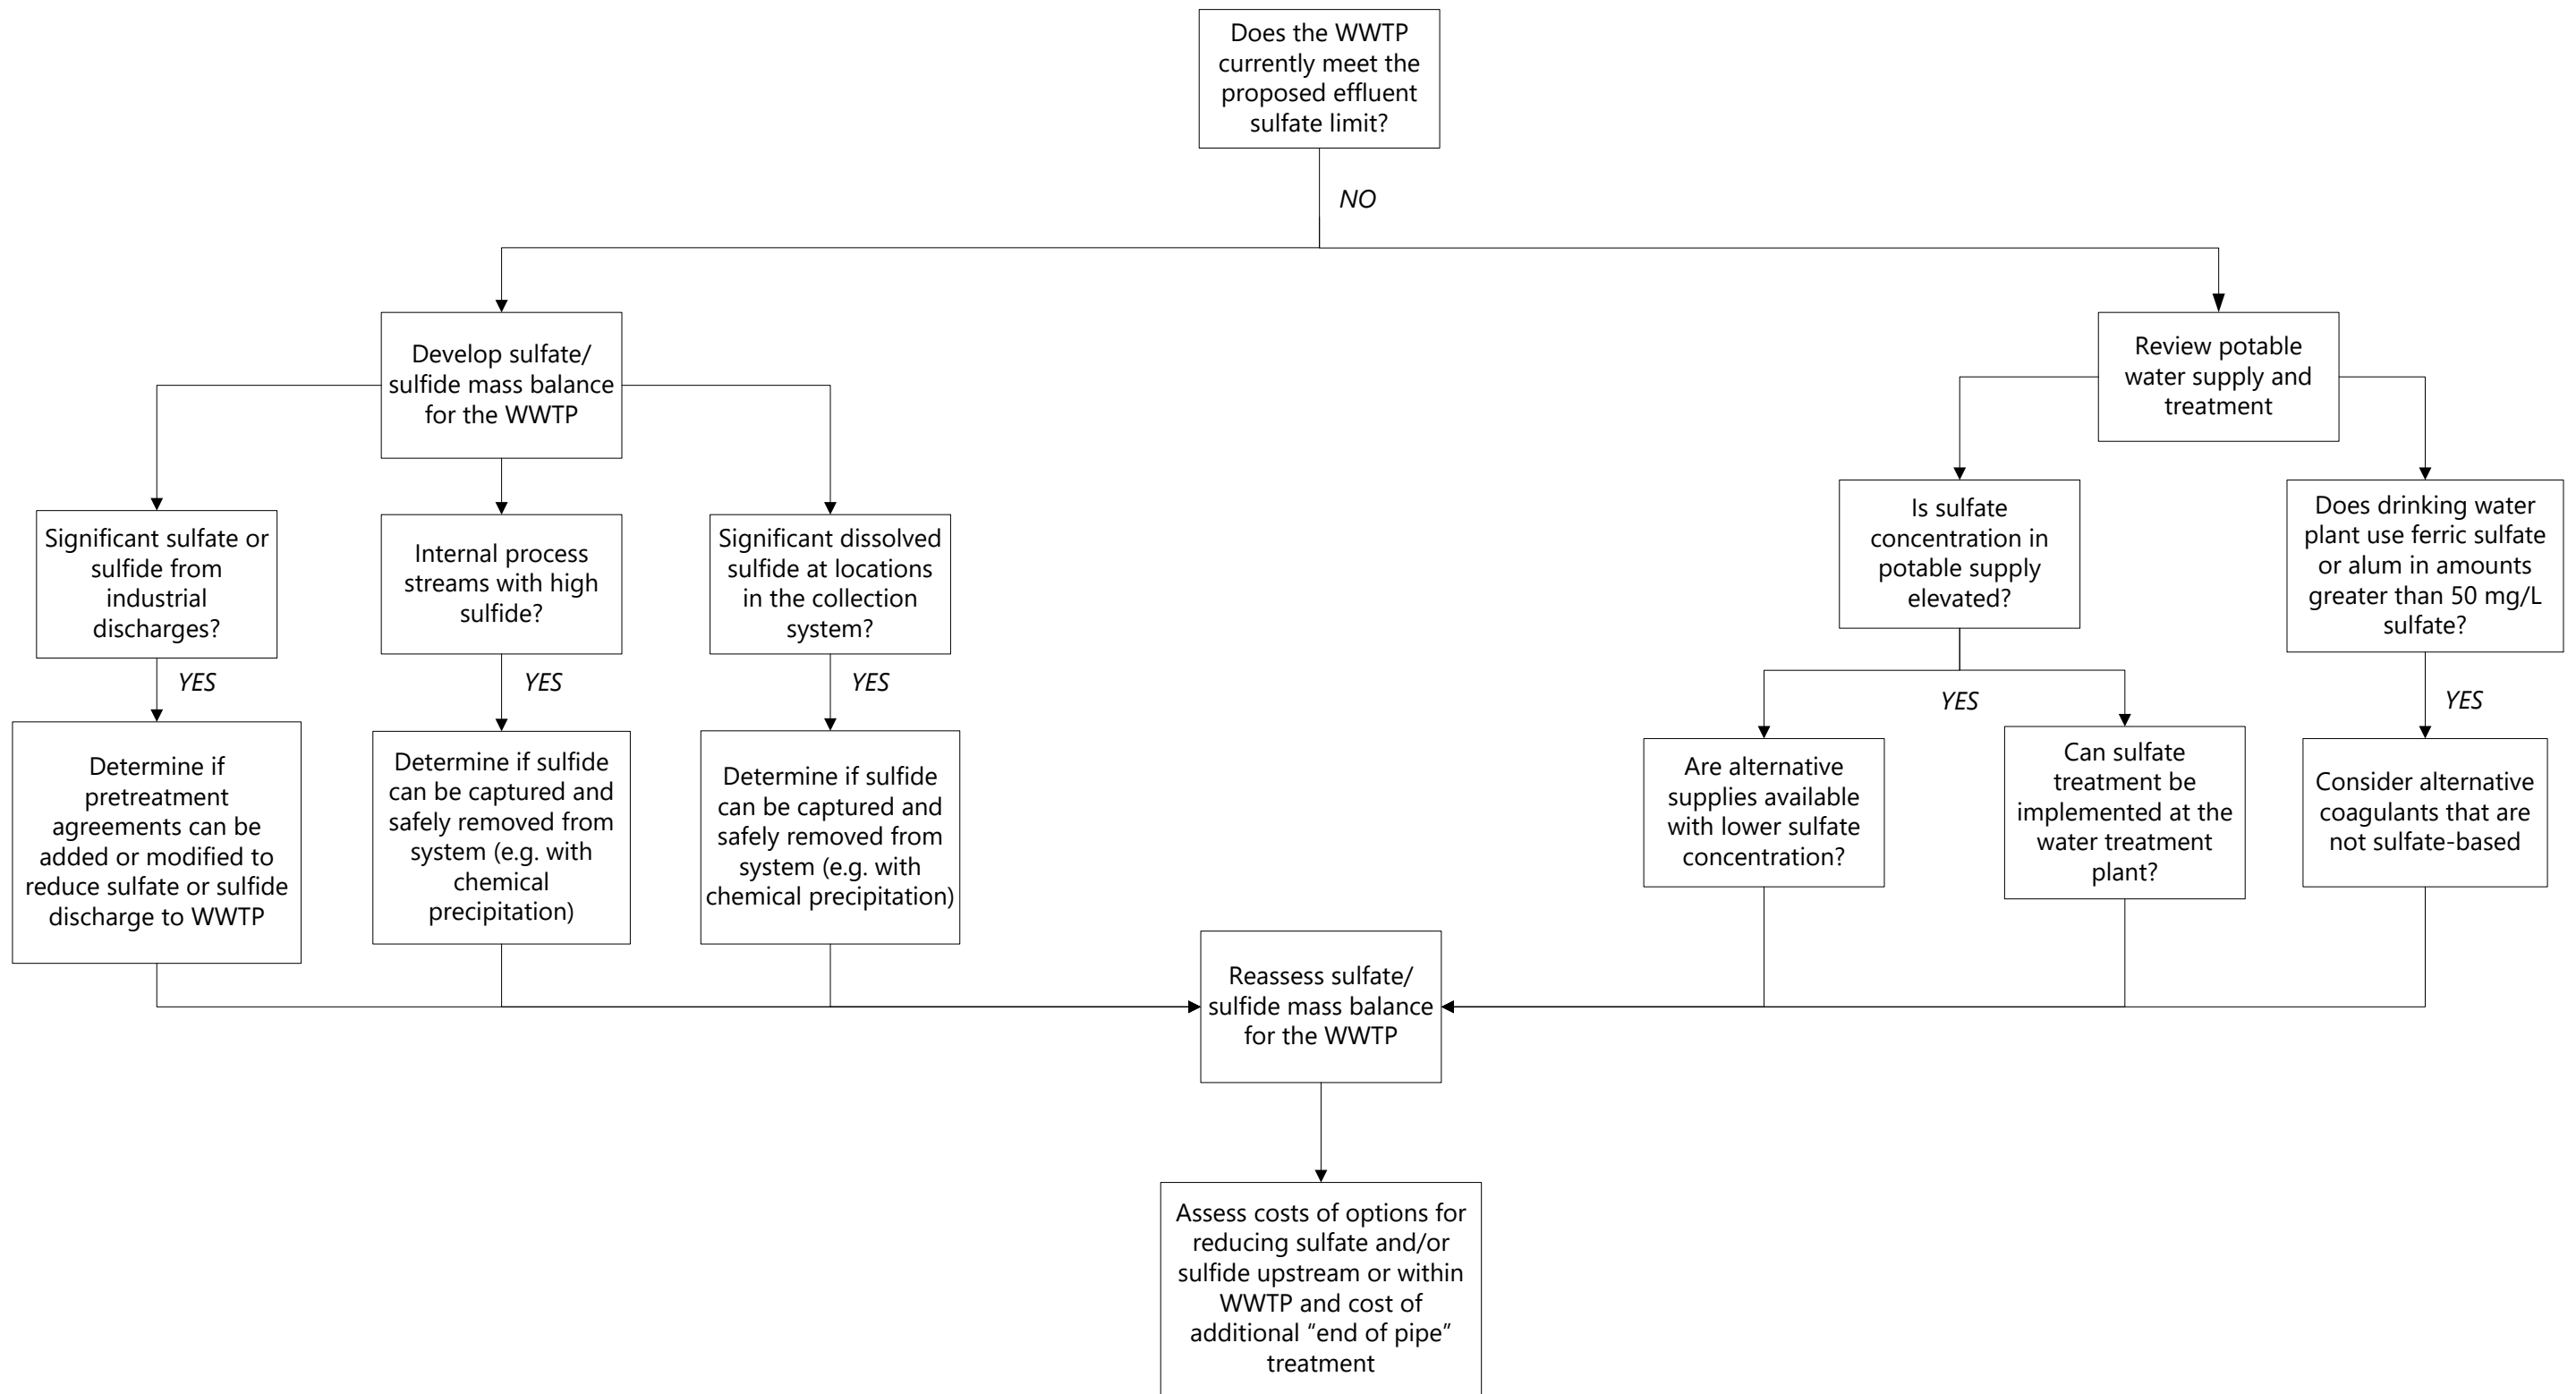 Does the WWTP
currently meet the
proposed effluent
sulfate limit?
NO
Develop sulfate/
sulfide mass balance
for the WWTP
Review potable
water supply and
treatment
Significant sulfate or
sulfide from
industrial
discharges?
Internal process
streams with high
sulfide?
Significant dissolved
sulfide at locations
in the collection
system?
Is sulfate
concentration in
potable supply
elevated?
Does drinking water
plant use ferric sulfate
or alum in amounts
greater than 50 mg/L
sulfate?
YES
YES
YES
YES
YES
Determine if
pretreatment
agreements can be
added or modified to
reduce sulfate or sulfide
discharge to WWTP
Determine if sulfide
can be captured and
safely removed from
system (e.g. with
chemical
precipitation)
Determine if sulfide
can be captured and
safely removed from
system (e.g. with
chemical precipitation)
Are alternative
supplies available
with lower sulfate
concentration?
Can sulfate
treatment be
implemented at the
water treatment
plant?
Consider alternative
coagulants that are
not sulfate-based
Reassess sulfate/
sulfide mass balance
for the WWTP
Assess costs of options for
reducing sulfate and/or
sulfide upstream or within
WWTP and cost of
additional “end of pipe”
treatment